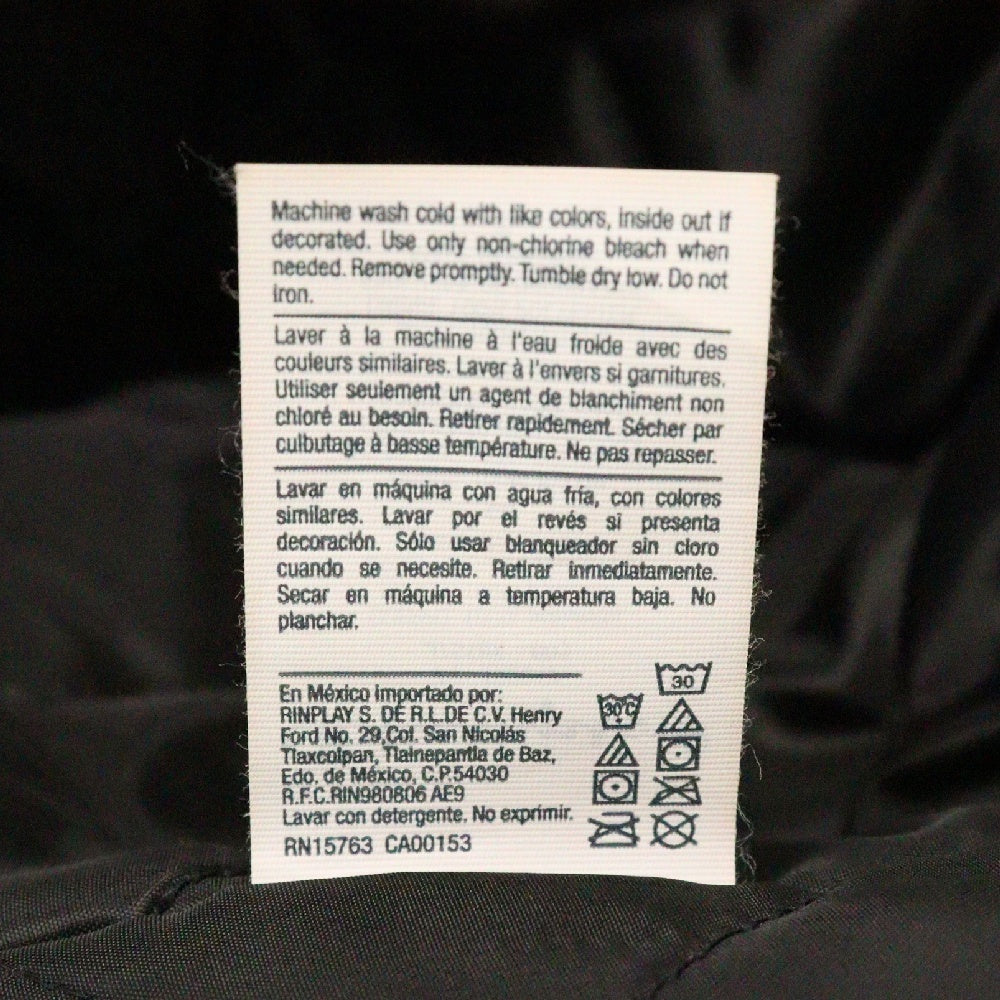 Machine wash cold with like colors, inside out if
decorated. Use only non-chlorine bleach when
needed. Remove promptly. Tumble dry low. Do not
iron.
Laver à la machine à l'eau froide avec des
couleurs similaires. Laver à l'envers si garnitures.
Utiliser seulement un agent de blanchiment non
chloré au besoin. Retirer rapidement. Sécher par
culbutage à basse température. Ne pas repasser.
Lavar en máquina con agua fría, con colores
similares. Lavar por el revés si presenta
decoración. Sólo usar blanqueador sin cloro
cuando se necesite. Retirar inmediatamente.
Secar en máquina a temperatura baja. No
planchar.
En México importado por:
RINPLAY S. DE R.L.DE C.V. Henry
Ford No. 29,Col. San Nicolás
Tlaxcolpan, Tlalnepantla de Baz,
Edo. de México, C.P.54030
R.F.C.RIN980806 AE9
Lavar con detergente. No exprimir.
RN15763 CA00153
30
30°C